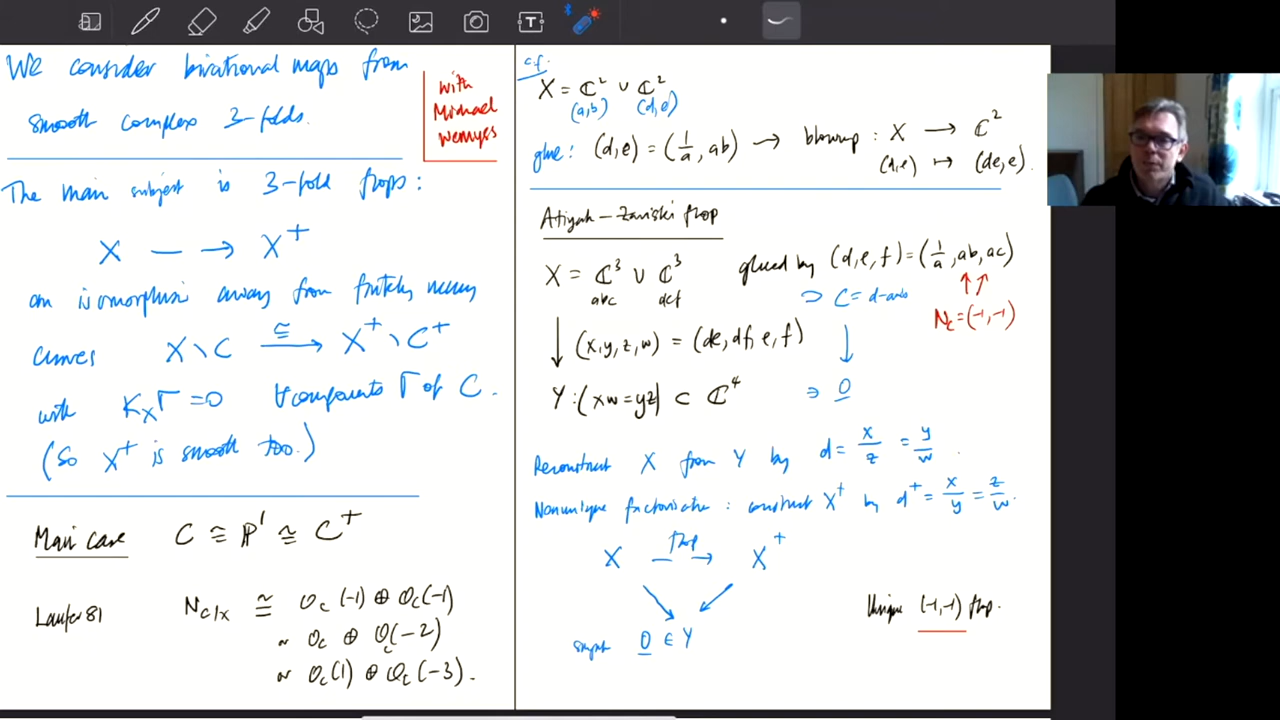 We consider birational maps from
smooth complex 3-folds.
with
Michael
Wemyss
The main subject is 3-fold flops:
X --→ X⁺
an isomorphism away from finitely many
curves X \ C ≅→ X⁺ \ C⁺
with K_X Γ = 0 ∀ components Γ of C.
(So X⁺ is smooth too.)
Main case C ≅ ℙ¹ ≅ C⁺
Laufer 81 N_{C/X} ≅ O_C(-1) ⊕ O_C(-1)
or O_C ⊕ O_C(-2)
or O_C(1) ⊕ O_C(-3).
c.f.
X = ℂ² ∪ ℂ²
(a,b) (d,e)
glue: (d,e) = (1/a, ab) → blowup: X → ℂ²
(d,e) ↦ (de, e).
Atiyah – Zariski flop
X = ℂ³ ∪ ℂ³ glued by (d,e,f) = (1/a, ab, ac)
abc def ⊃ C = d-axis
N_C = (-1,-1)
↓ (x,y,z,w) = (de, df, e, f) ↓
Y: (xw = yz) ⊂ ℂ⁴ ∋ 0
Reconstruct X from Y by d = x/z = y/w.
Nonunique factorisation: construct X⁺ by d⁺ = x/y = z/w.
X --flop→ X⁺
Unique (-1,-1) flop.
0 ∈ Y